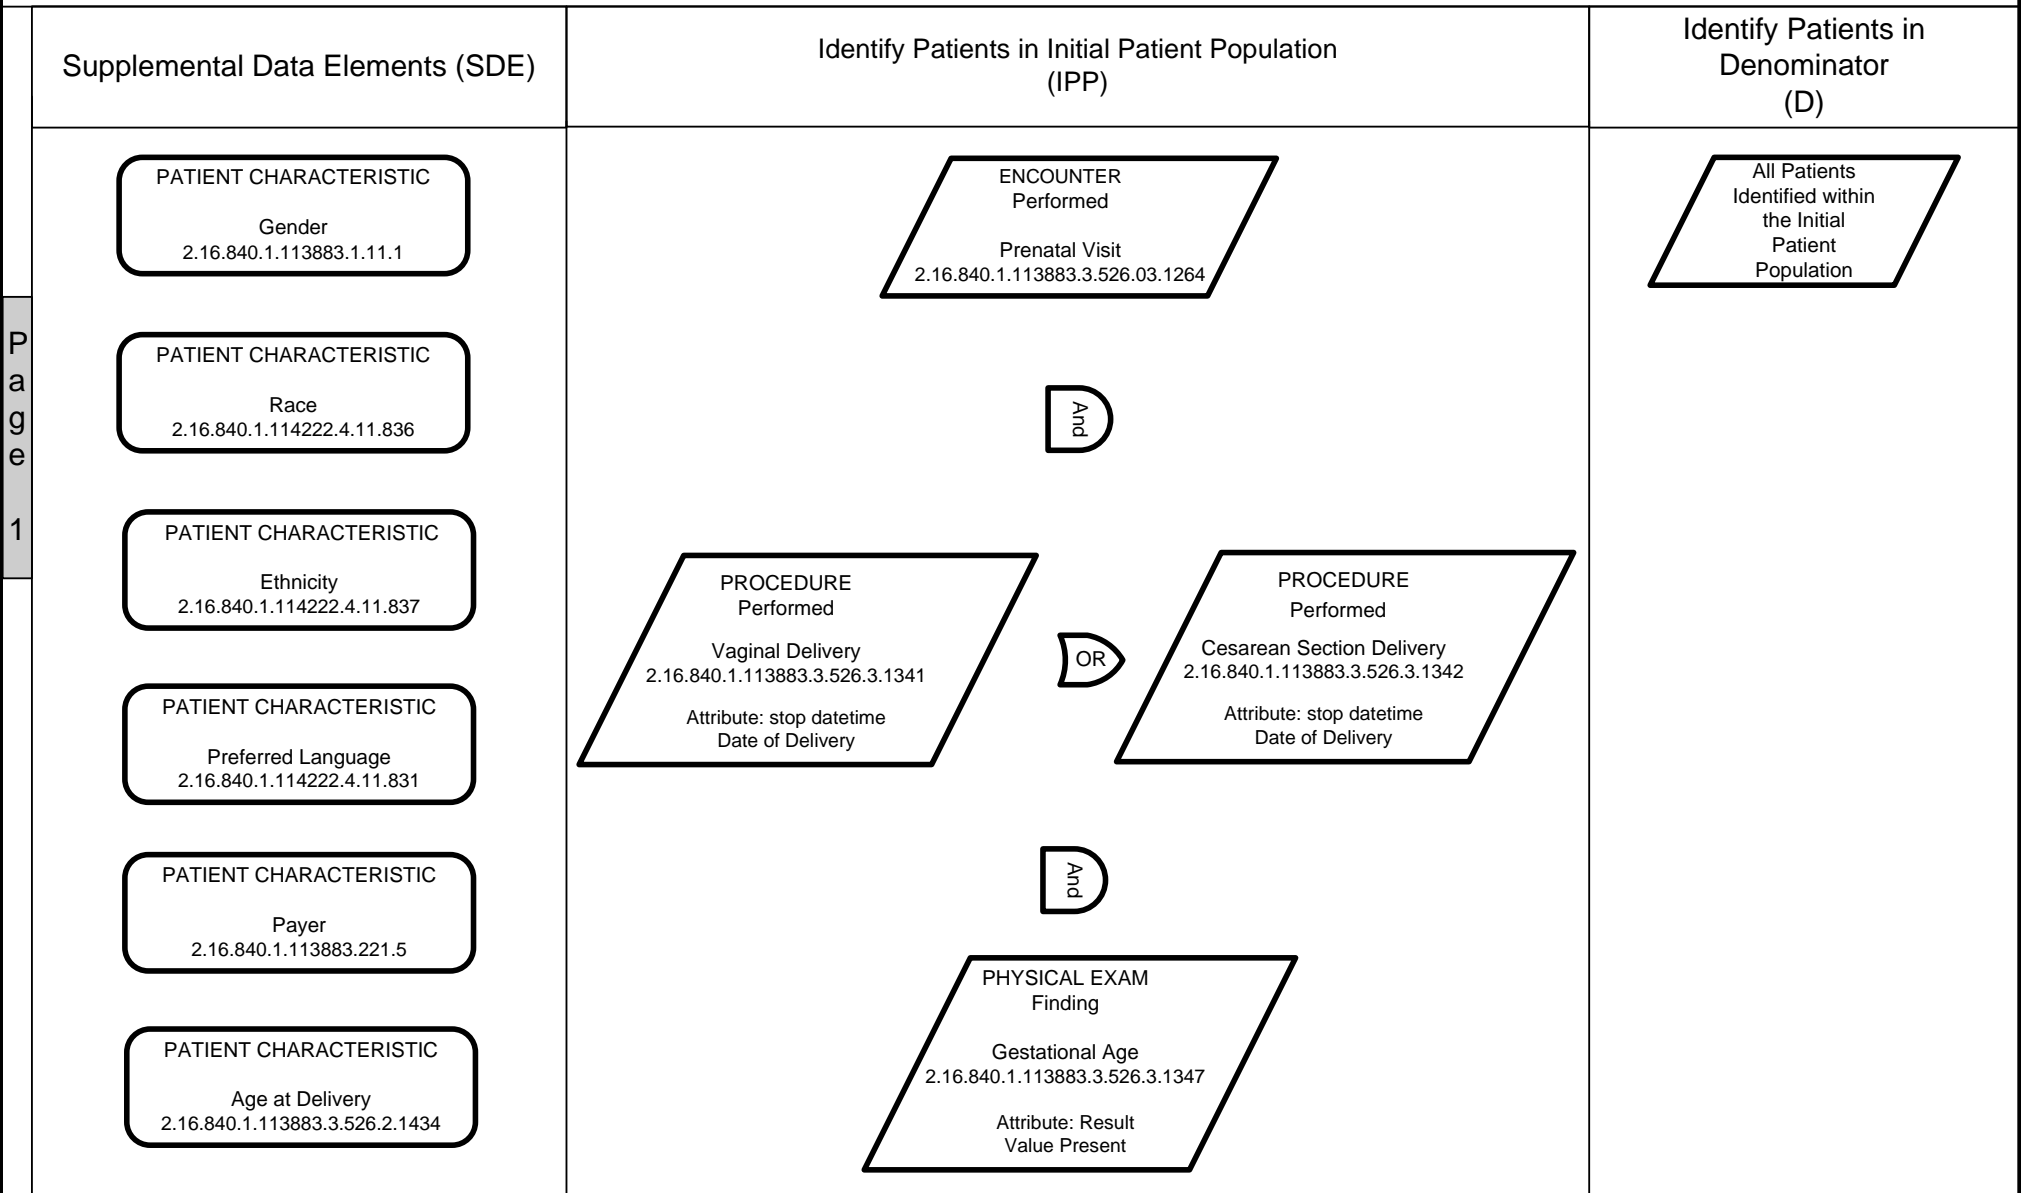 Supplemental Data Elements (SDE)
Identify Patients in Initial Patient Population
(IPP)
Identify Patients in
Denominator
(D)
Page 1
PATIENT CHARACTERISTIC
Gender
2.16.840.1.113883.1.11.1
PATIENT CHARACTERISTIC
Race
2.16.840.1.114222.4.11.836
PATIENT CHARACTERISTIC
Ethnicity
2.16.840.1.114222.4.11.837
PATIENT CHARACTERISTIC
Preferred Language
2.16.840.1.114222.4.11.831
PATIENT CHARACTERISTIC
Payer
2.16.840.1.113883.221.5
PATIENT CHARACTERISTIC
Age at Delivery
2.16.840.1.113883.3.526.2.1434
ENCOUNTER
Performed
Prenatal Visit
2.16.840.1.113883.3.526.03.1264
And
PROCEDURE
Performed
Vaginal Delivery
2.16.840.1.113883.3.526.3.1341
Attribute: stop datetime
Date of Delivery
OR
PROCEDURE
Performed
Cesarean Section Delivery
2.16.840.1.113883.3.526.3.1342
Attribute: stop datetime
Date of Delivery
And
PHYSICAL EXAM
Finding
Gestational Age
2.16.840.1.113883.3.526.3.1347
Attribute: Result
Value Present
All Patients
Identified within
the Initial
Patient
Population